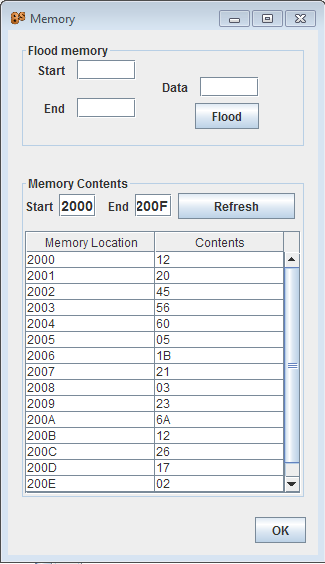 Memory
Flood memory
Start
Data
End
Flood
Memory Contents
Start 2000 End 200F Refresh
Memory Location Contents
2000 12
2001 20
2002 45
2003 56
2004 60
2005 05
2006 1B
2007 21
2008 03
2009 23
200A 6A
200B 12
200C 26
200D 17
200E 02
OK